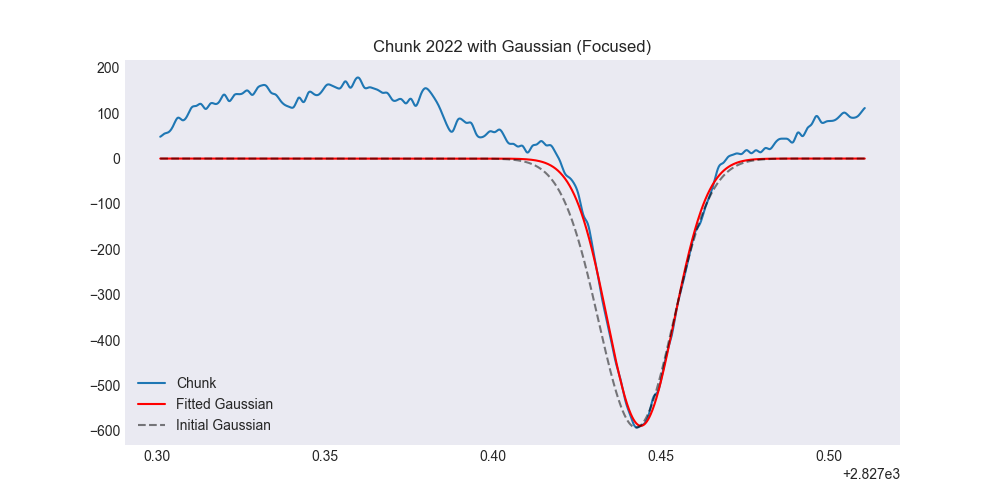 Chunk 2022 with Gaussian (Focused)
200
100
0
−100
−200
−300
−400
−500
−600
Chunk
Fitted Gaussian
Initial Gaussian
0.30 0.35 0.40 0.45 0.50
+2.827e3